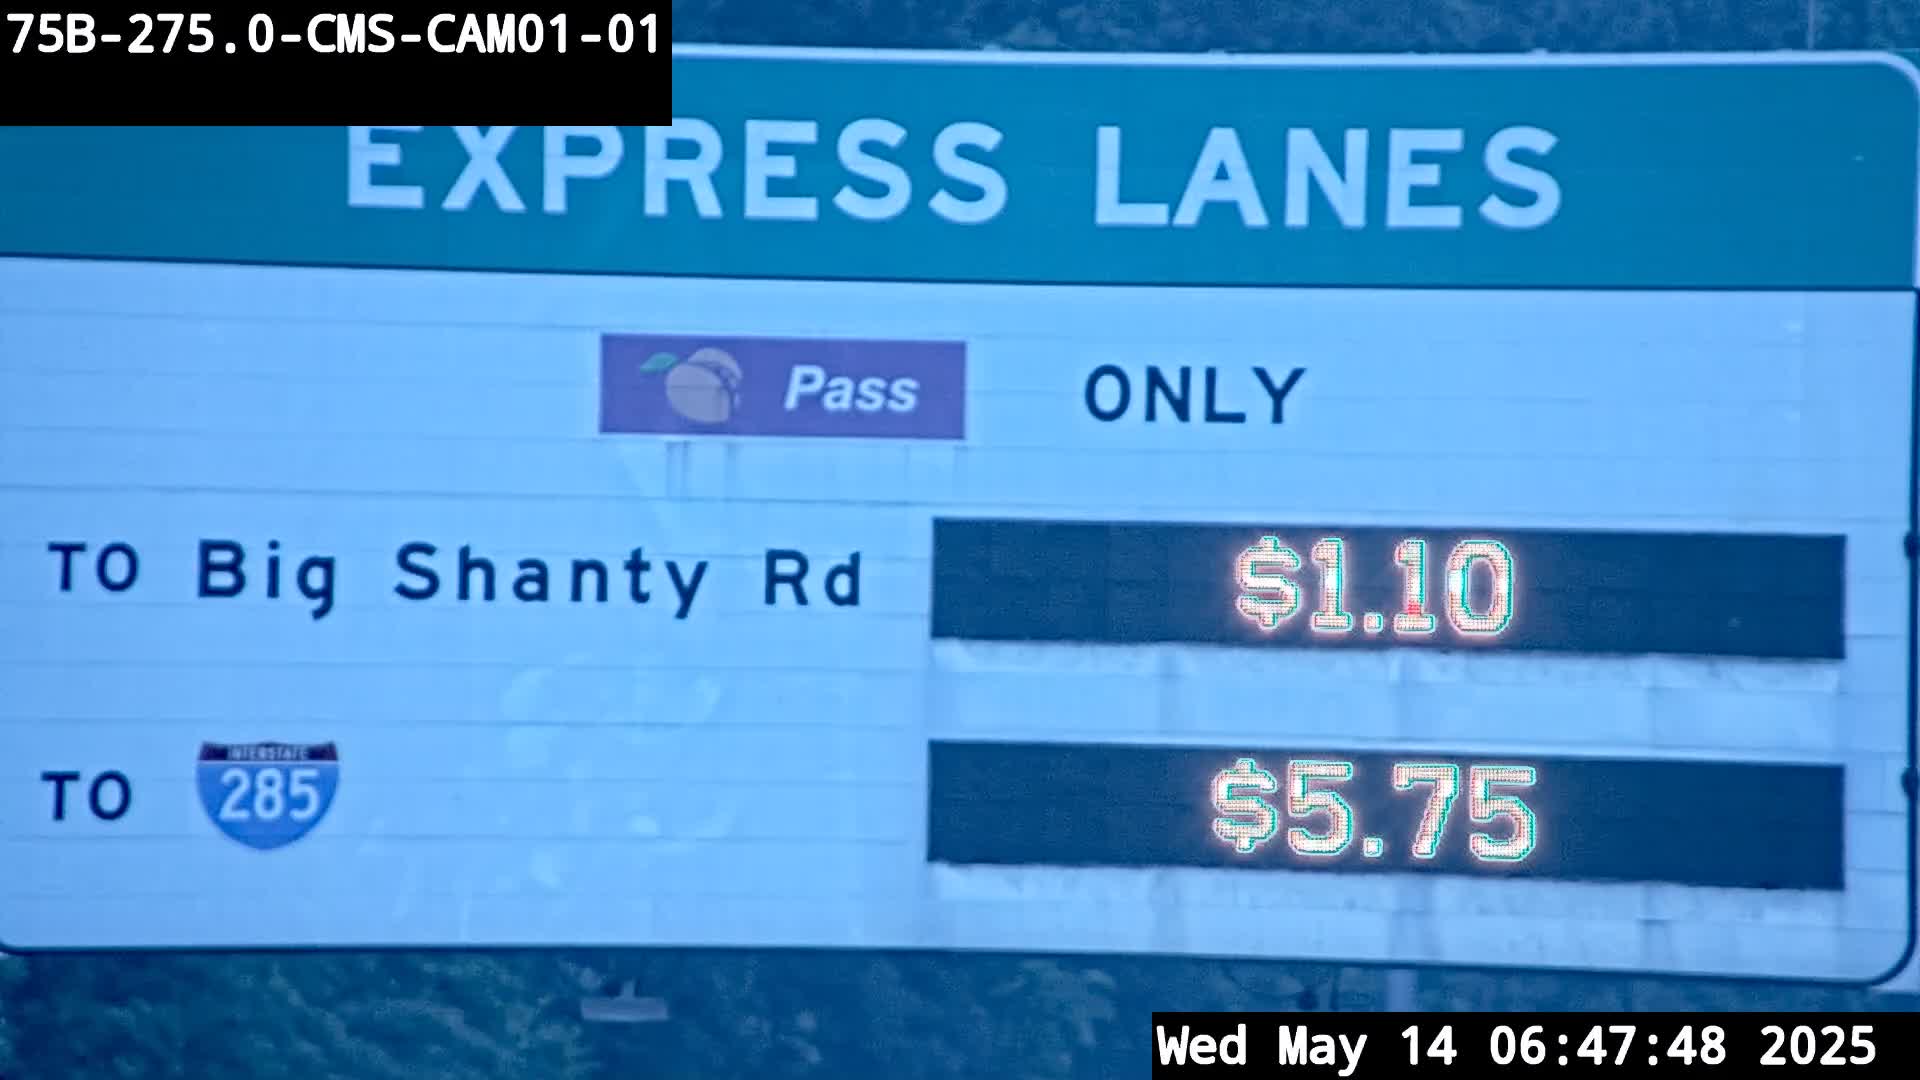 75B-275.0-CMS-CAM01-01
EXPRESS LANES
Pass ONLY
TO Big Shanty Rd $1.10
INTERSTATE
TO 285 $5.75
Wed May 14 06:47:48 2025